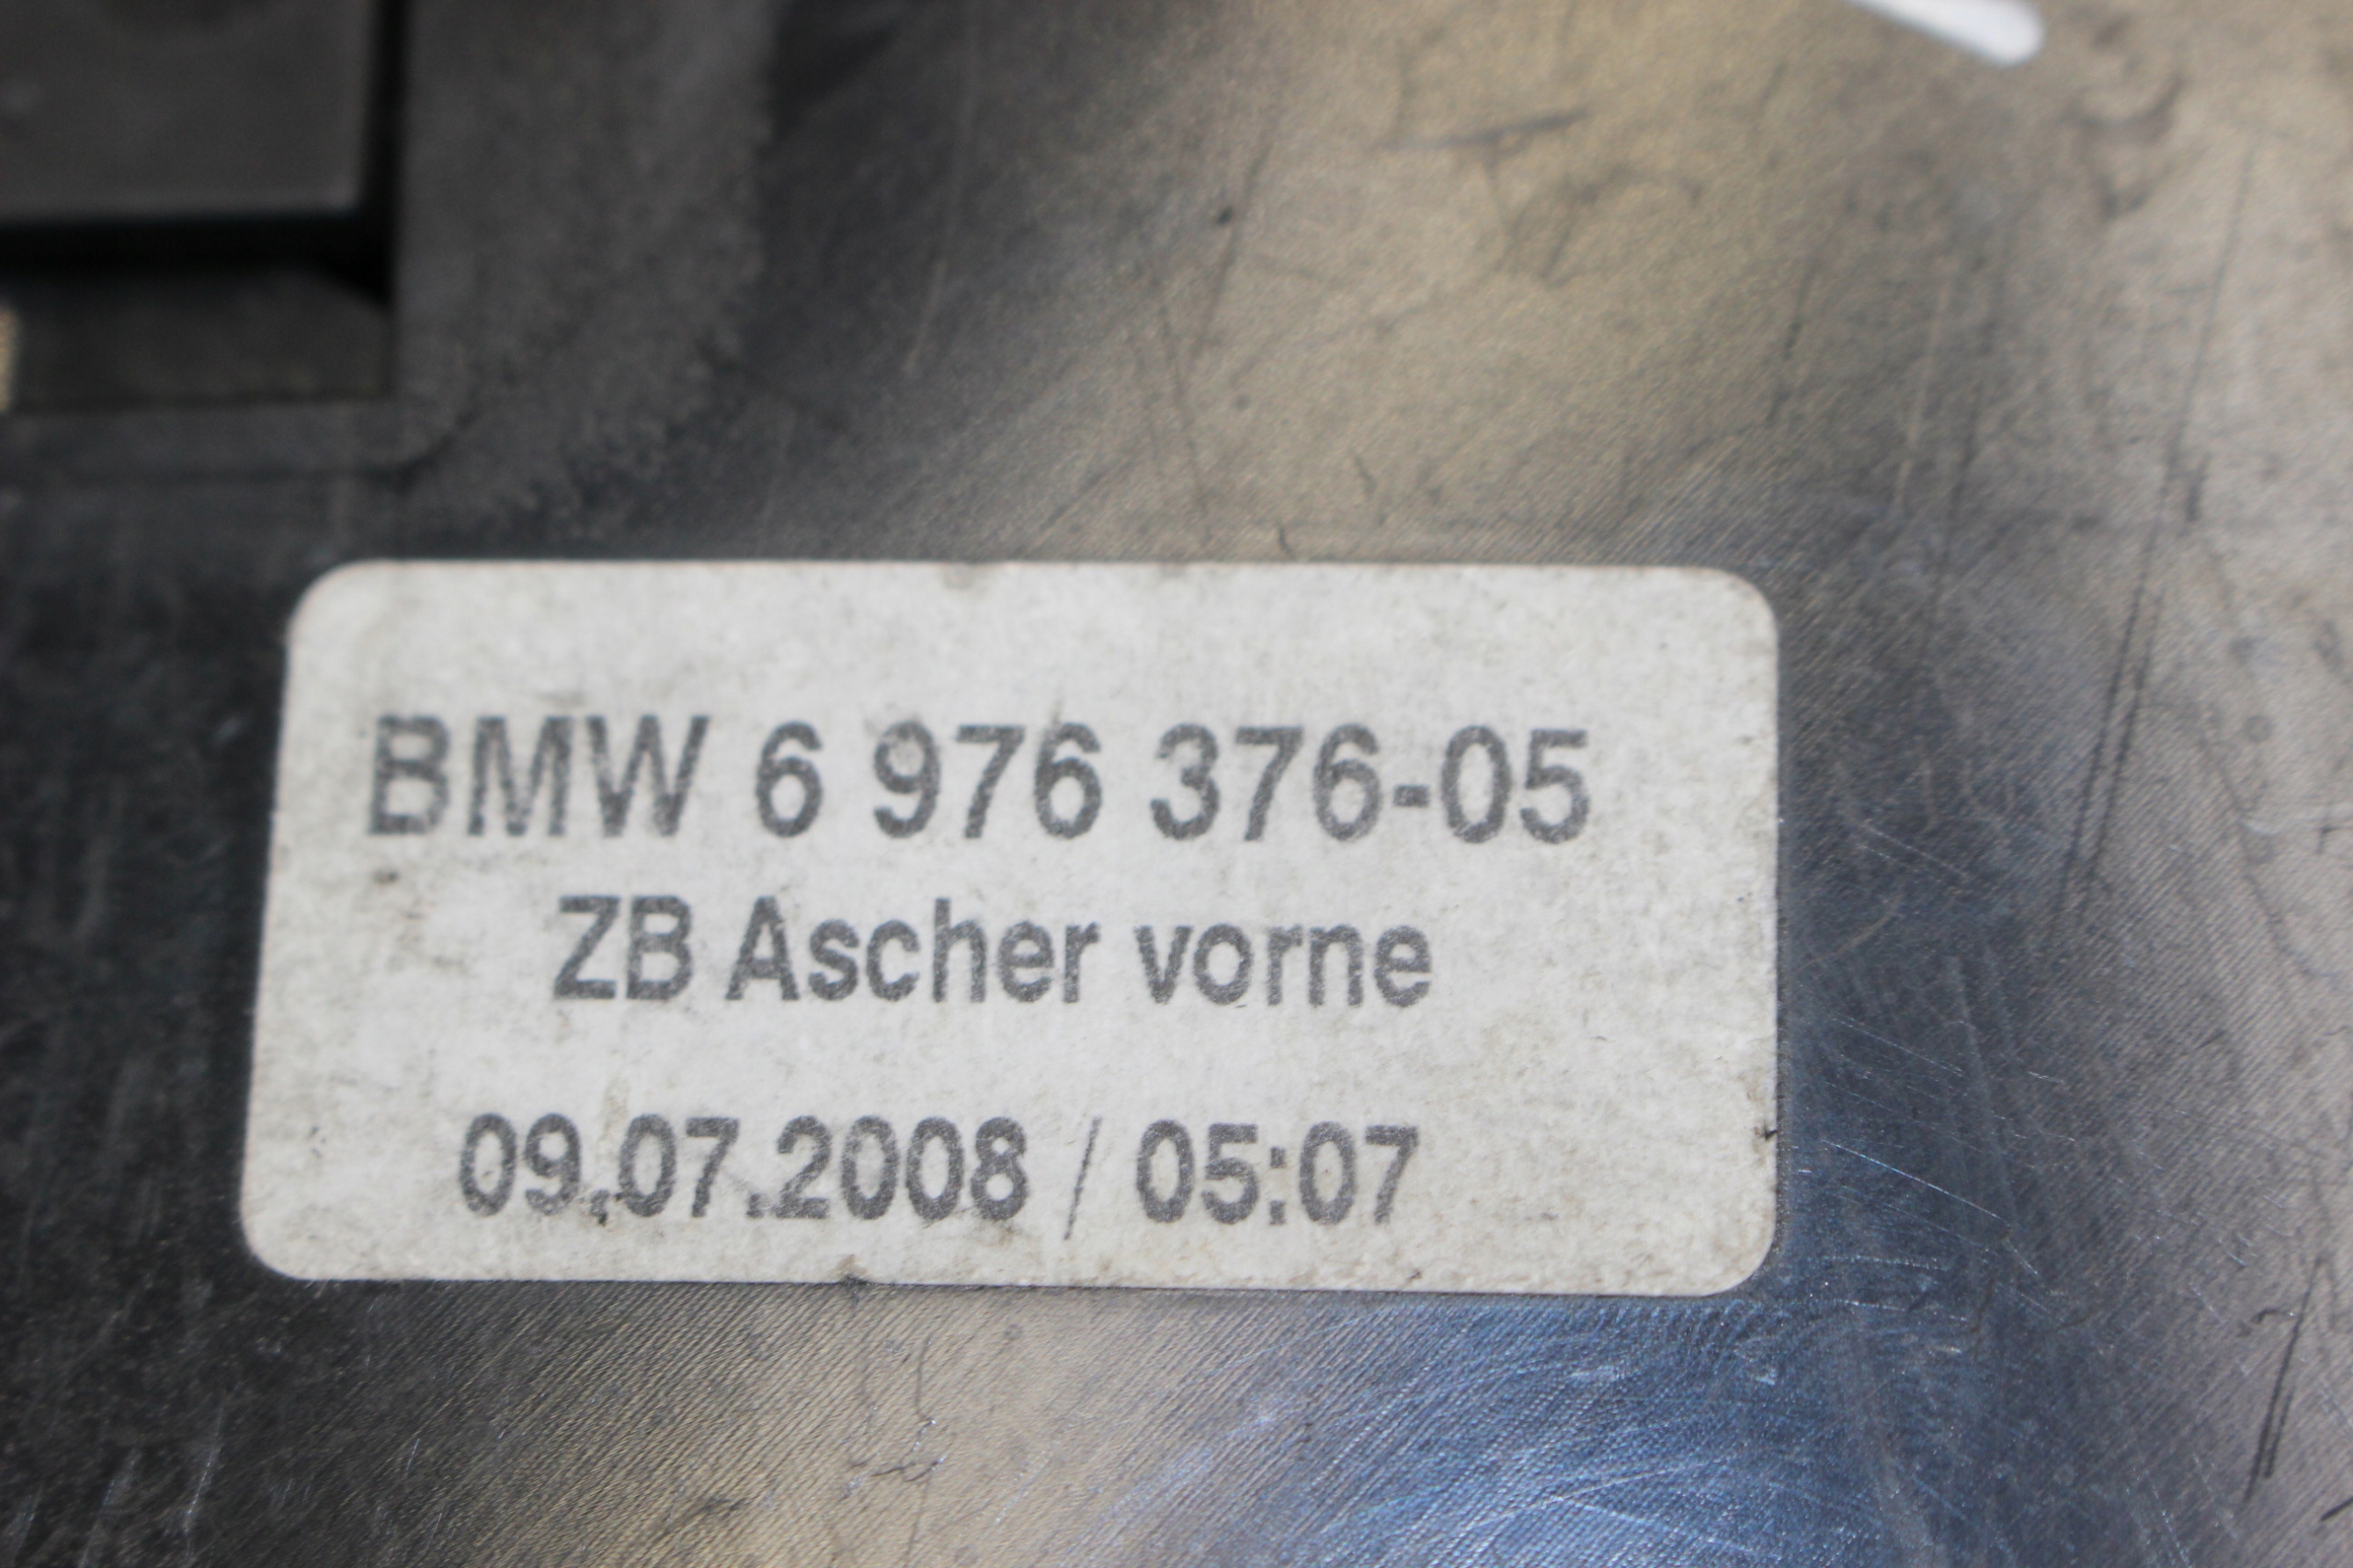 BMW 6 976 376-05
ZB Ascher vorne
09.07.2008 / 05:07